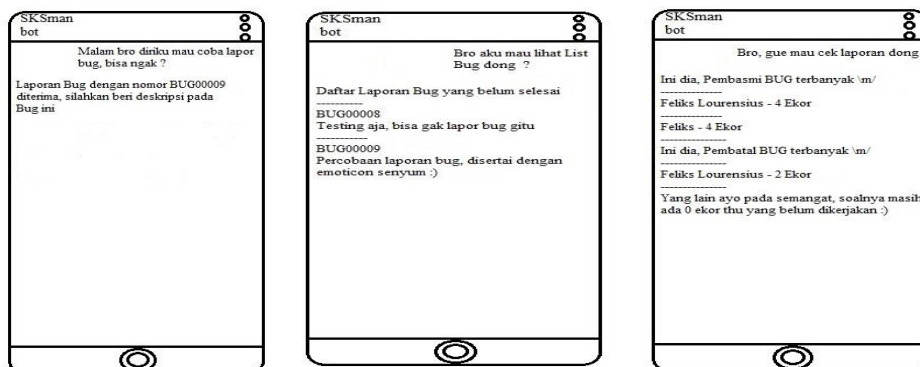 SKSman
bot
Malam bro diriku mau coba lapor
bug, bisa ngak ?
Laporan Bug dengan nomor BUG00009
diterima, silahkan beri deskripsi pada
Bug ini
SKSman
bot
Bro aku mau lihat List
Bug dong ?
Daftar Laporan Bug yang belum selesai
----------
BUG00008
Testing aja, bisa gak lapor bug gitu
-----------
BUG00009
Percobaan laporan bug, disertai dengan
emoticon senyum :)
SKSman
bot
Bro, gue mau cek laporan dong
Ini dia, Pembasmi BUG terbanyak \m/
--------------
Feliks Lourensius - 4 Ekor
--------------
Feliks - 4 Ekor
---------------
Ini dia, Pembatal BUG terbanyak \m/
---------------
Feliks Lourensius - 2 Ekor
---------------
Yang lain ayo pada semangat, soalnya masih
ada 0 ekor thu yang belum dikerjakan :)